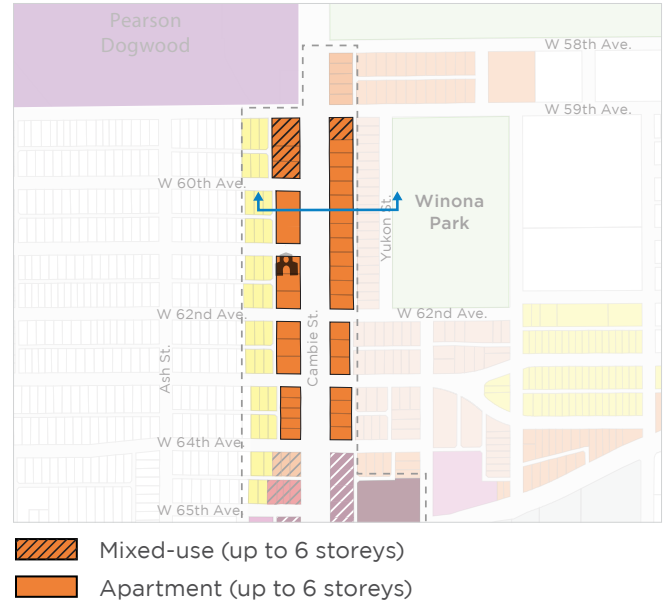 Pearson
Dogwood
W 58th Ave.
W 59th Ave.
W 60th Ave.
Yukon St.
Winona
Park
W 62nd Ave.
W 62nd Ave.
Ash St.
Cambie St.
W 64th Ave.
W 65th Ave.
Mixed-use (up to 6 storeys)
Apartment (up to 6 storeys)